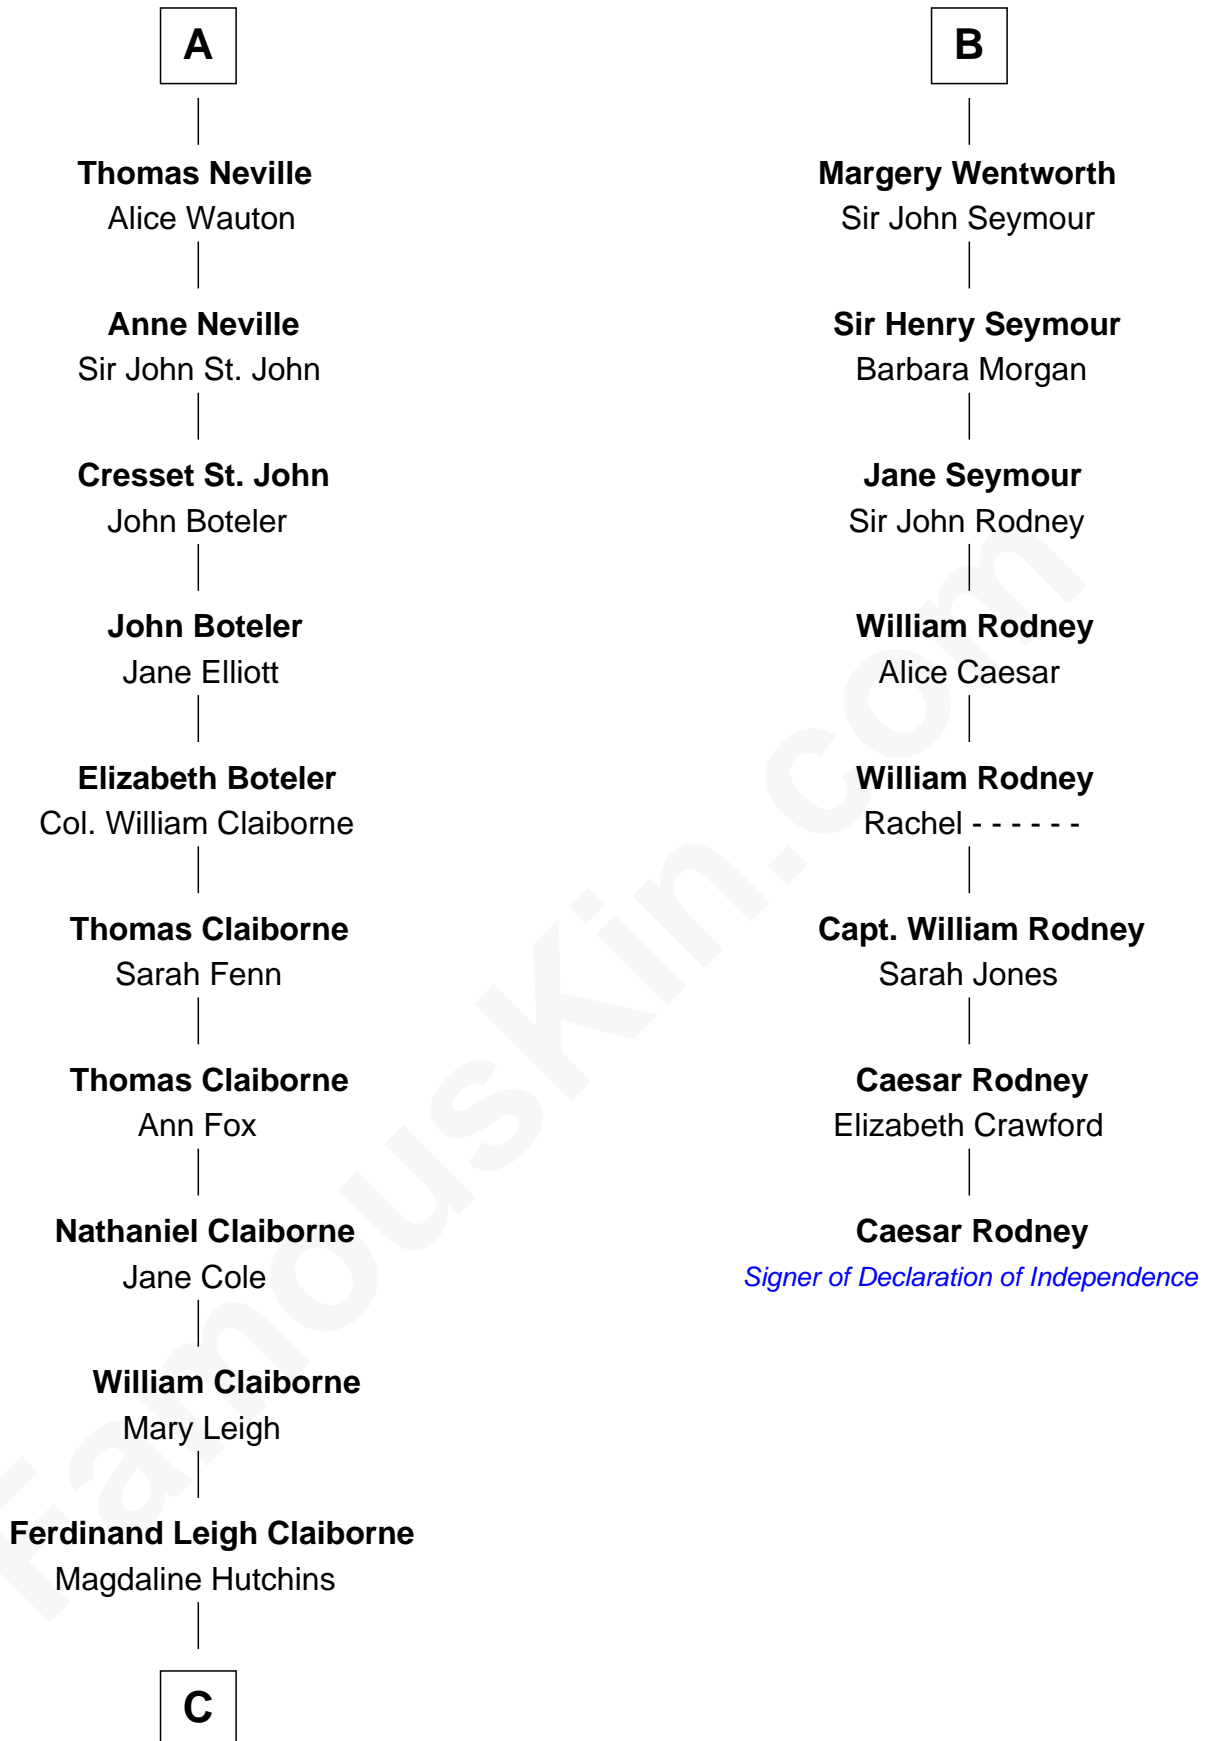 A
Thomas Neville
Alice Wauton
Anne Neville
Sir John St. John
Cresset St. John
John Boteler
John Boteler
Jane Elliott
Elizabeth Boteler
Col. William Claiborne
Thomas Claiborne
Sarah Fenn
Thomas Claiborne
Ann Fox
Nathaniel Claiborne
Jane Cole
William Claiborne
Mary Leigh
Ferdinand Leigh Claiborne
Magdaline Hutchins
C
B
Margery Wentworth
Sir John Seymour
Sir Henry Seymour
Barbara Morgan
Jane Seymour
Sir John Rodney
William Rodney
Alice Caesar
William Rodney
Rachel - - - - - -
Capt. William Rodney
Sarah Jones
Caesar Rodney
Elizabeth Crawford
Caesar Rodney
Signer of Declaration of Independence
FamousKin.com